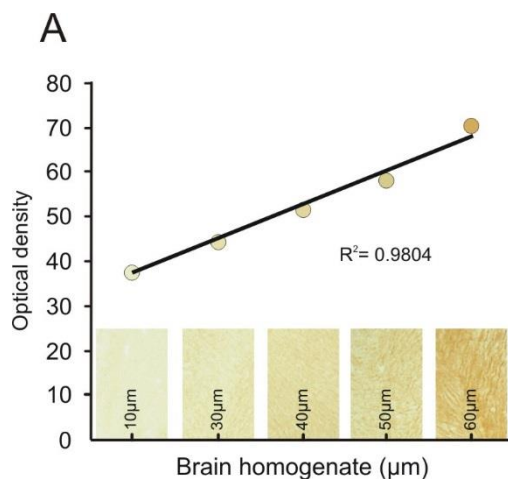 A
80
70
60
50
40
30
20
10
0
Optical density
R²= 0.9804
10µm
30µm
40µm
50µm
60µm
Brain homogenate (µm)